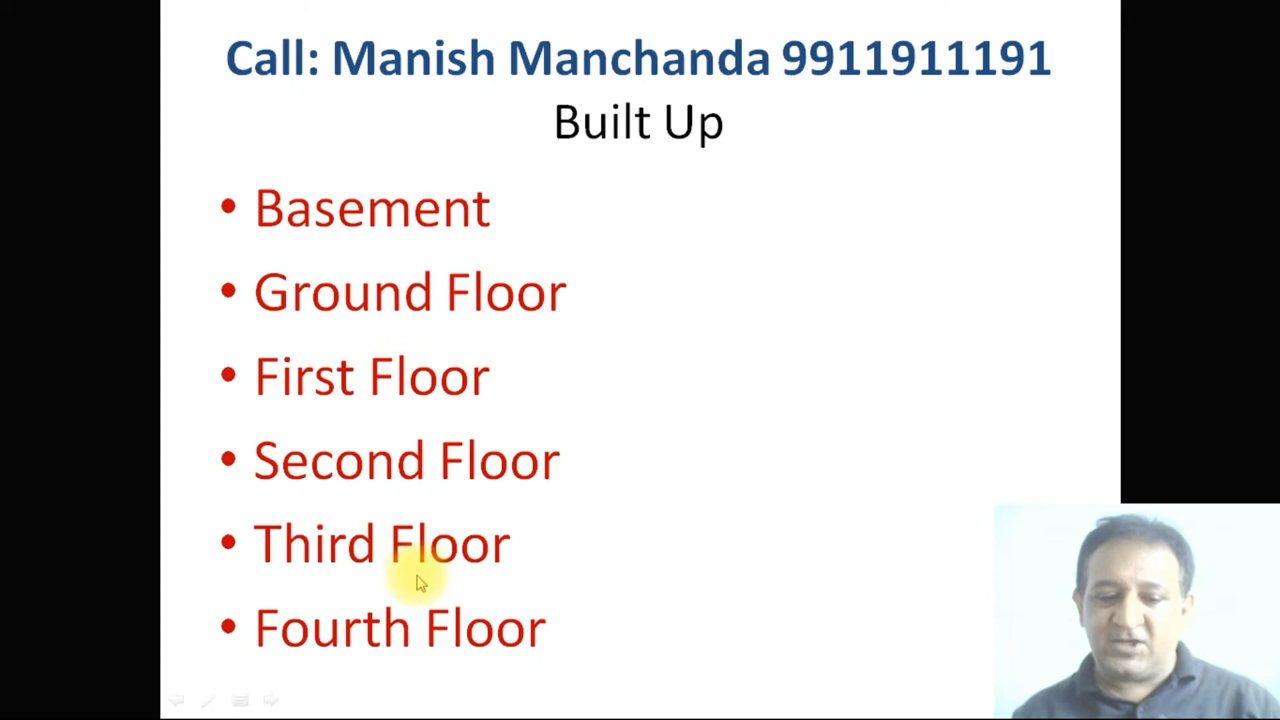 Call: Manish Manchanda 9911911191
Built Up
• Basement
• Ground Floor
• First Floor
• Second Floor
• Third Floor
• Fourth Floor